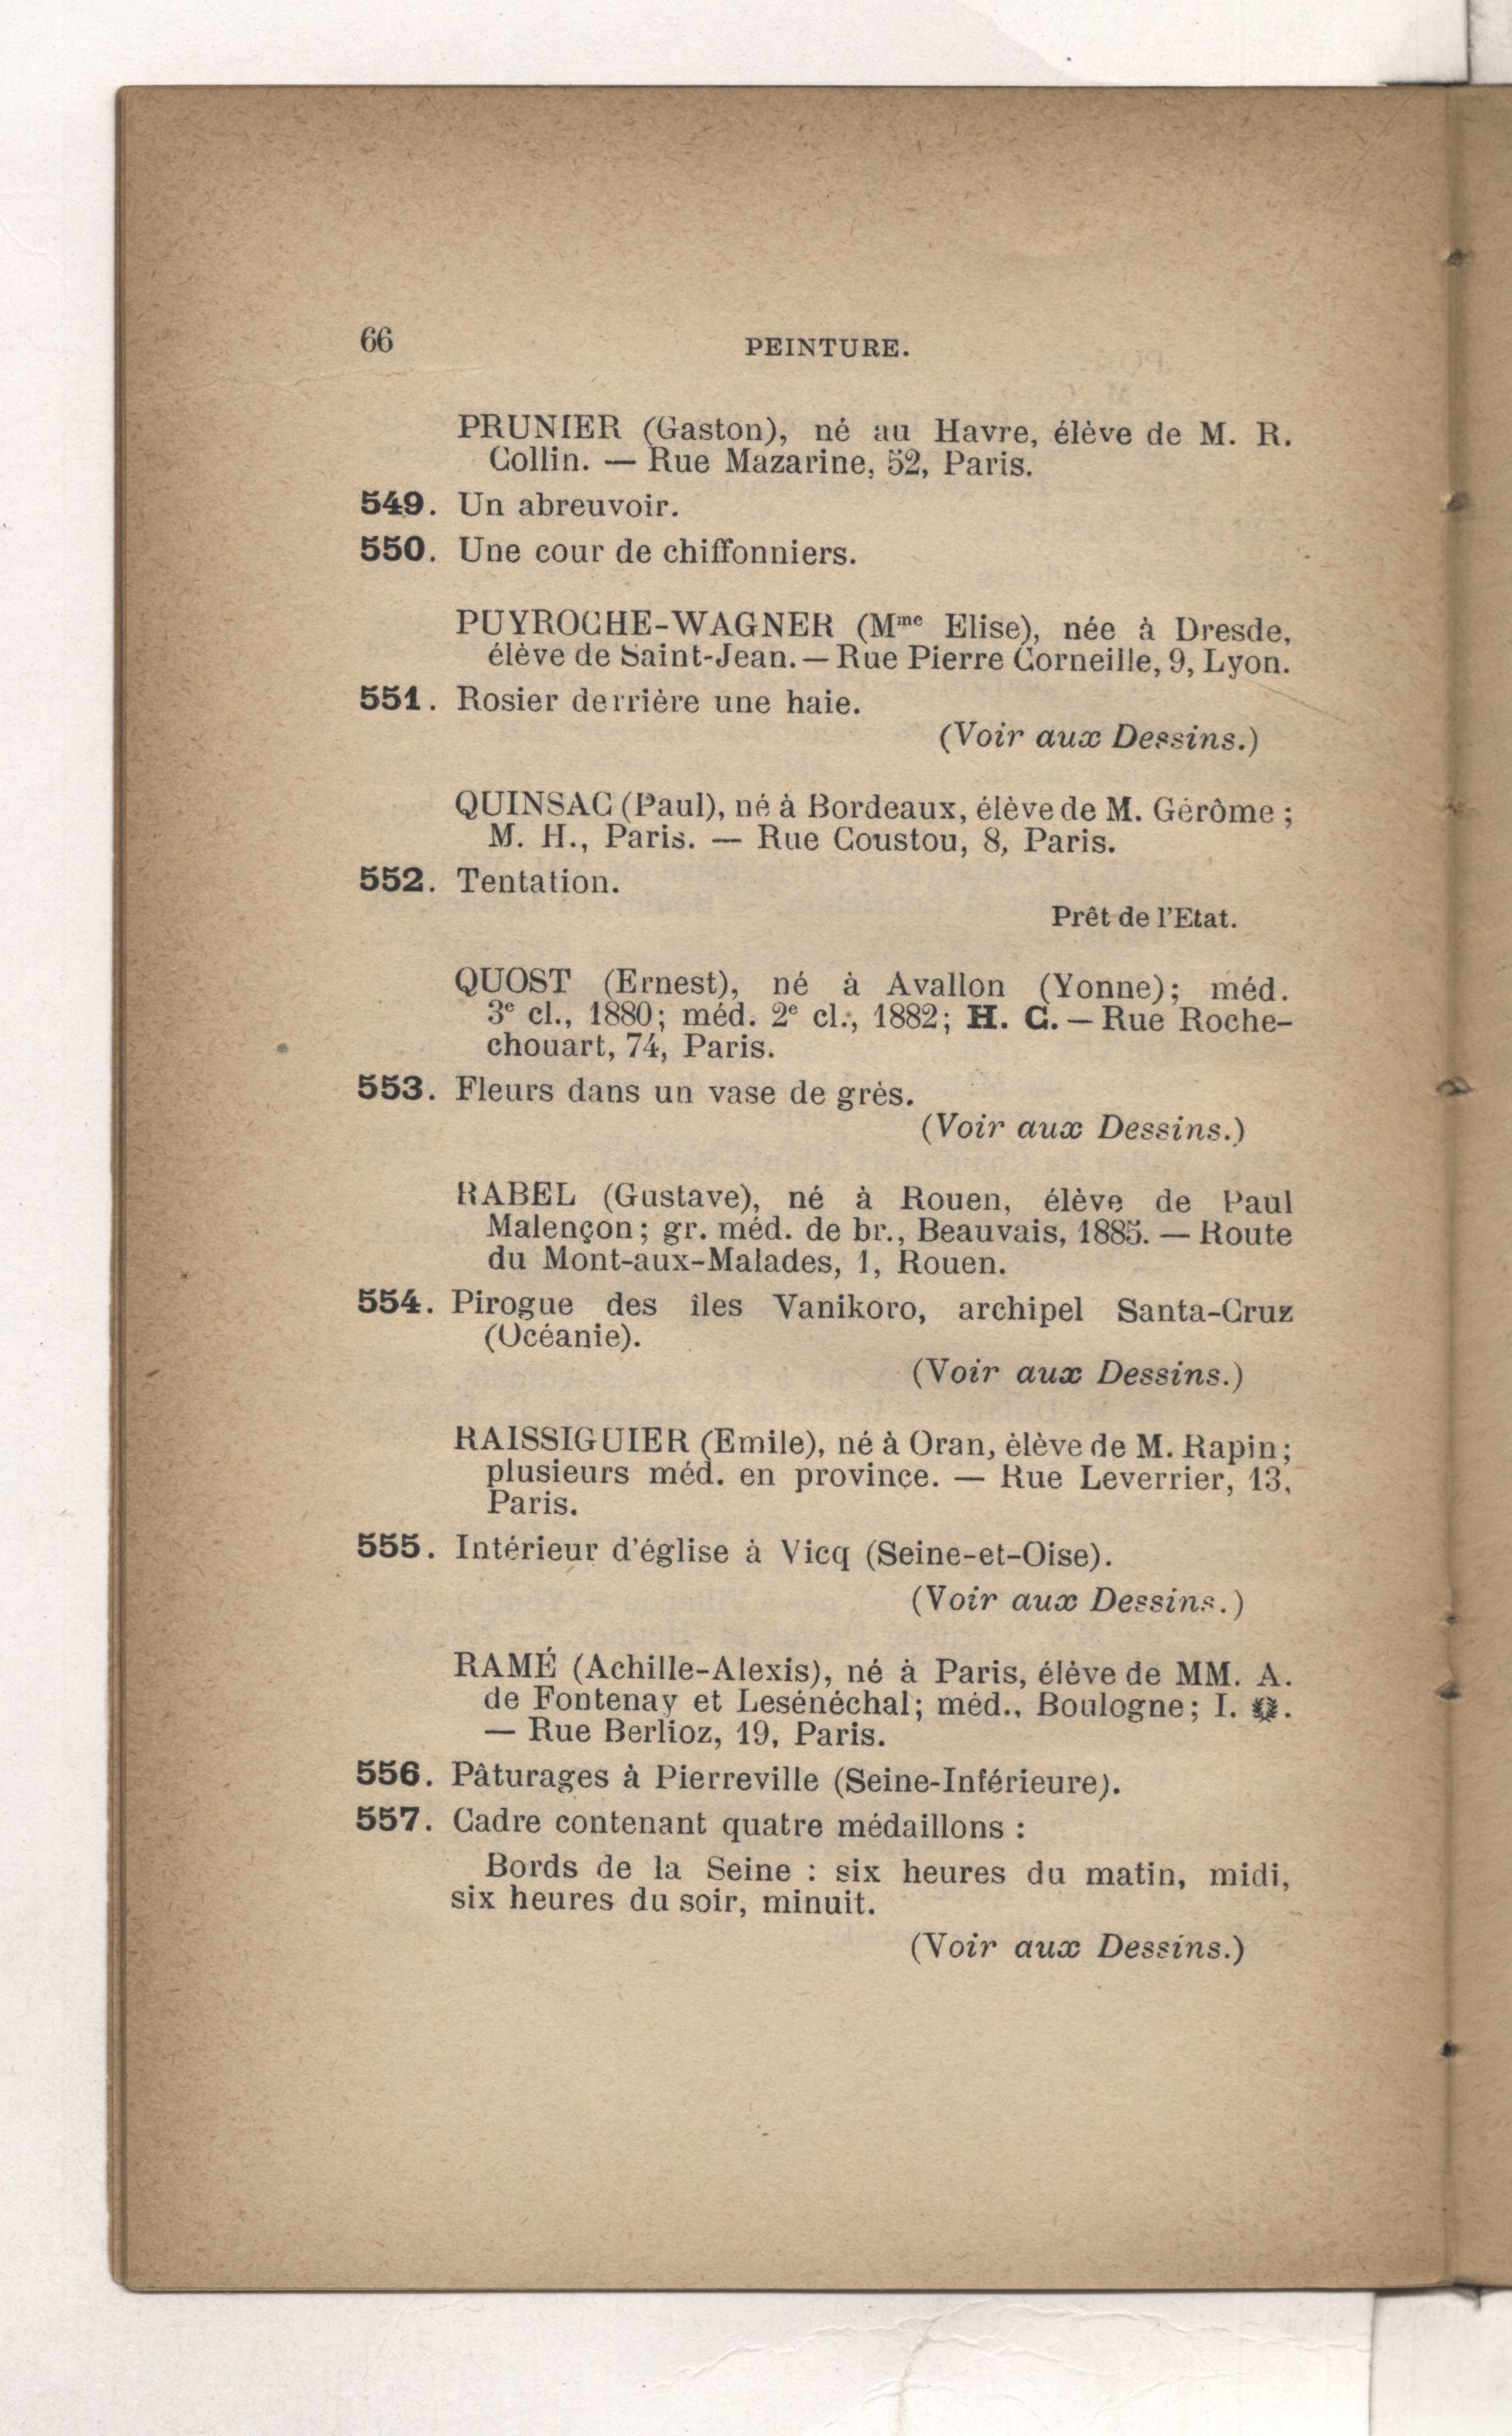 66
PEINTURE.
PRUNIER (Gaston), né au Havre, élève de M. R.
Collin. — Rue Mazarine, 52, Paris.
549. Un abreuvoir.
550. Une cour de chiffonniers.
PUYROCHE-WAGNER (Mme Elise), née à Dresde,
élève de Saint-Jean. — Rue Pierre Corneille, 9, Lyon.
551. Rosier derrière une haie.
(Voir aux Dessins.)
QUINSAC (Paul), né à Bordeaux, élève de M. Gérôme ;
M. H., Paris. — Rue Coustou, 8, Paris.
552. Tentation.
Prêt de l'Etat.
QUOST (Ernest), né à Avallon (Yonne); méd.
3e cl., 1880; méd. 2e cl., 1882; H. C. — Rue Roche-
chouart, 74, Paris.
553. Fleurs dans un vase de grès.
(Voir aux Dessins.)
RABEL (Gustave), né à Rouen, élève de Paul
Malençon; gr. méd. de br., Beauvais, 1885. — Route
du Mont-aux-Malades, 1, Rouen.
554. Pirogue des îles Vanikoro, archipel Santa-Cruz
(Océanie).
(Voir aux Dessins.)
RAISSIGUIER (Emile), né à Oran, élève de M. Rapin;
plusieurs méd. en province. — Rue Leverrier, 13,
Paris.
555. Intérieur d'église à Vicq (Seine-et-Oise).
(Voir aux Dessins.)
RAMÉ (Achille-Alexis), né à Paris, élève de MM. A.
de Fontenay et Lesénéchal; méd., Boulogne; I. .
— Rue Berlioz, 19, Paris.
556. Pâturages à Pierreville (Seine-Inférieure).
557. Cadre contenant quatre médaillons :
Bords de la Seine : six heures du matin, midi,
six heures du soir, minuit.
(Voir aux Dessins.)